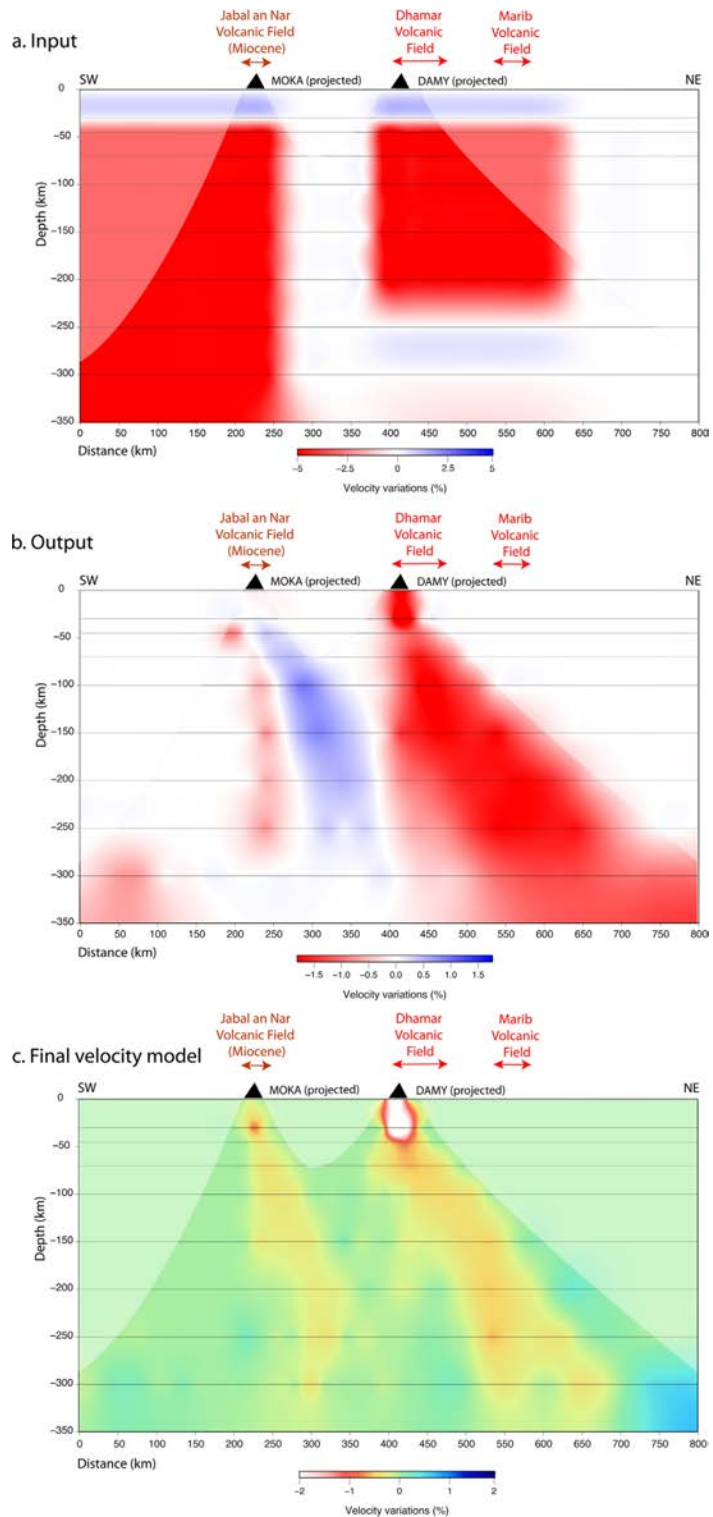 Jabal an Nar
Volcanic Field
(Miocene)
Dhamar
Volcanic
Field
Marib
Volcanic
Field
a. Input
SW
MOKA (projected)
DAMY (projected)
NE
0
−50
−100
−150
−200
−250
−300
−350
Depth (km)
0 50 100 150 200 250 300 350 400 450 500 550 600 650 700 750 800
Distance (km)
−5 −2.5 0 2.5 5
Velocity variations (%)
Jabal an Nar
Volcanic Field
(Miocene)
Dhamar
Volcanic
Field
Marib
Volcanic
Field
b. Output
SW
MOKA (projected)
DAMY (projected)
NE
0
−50
−100
−150
−200
−250
−300
−350
Depth (km)
0 50 100 150 200 250 300 350 400 450 500 550 600 650 700 750 800
Distance (km)
−1.5 −1.0 −0.5 0.0 0.5 1.0 1.5
Velocity variations (%)
Jabal an Nar
Volcanic Field
(Miocene)
Dhamar
Volcanic
Field
Marib
Volcanic
Field
c. Final velocity model
SW
MOKA (projected)
DAMY (projected)
NE
0
−50
−100
−150
−200
−250
−300
−350
Depth (km)
0 50 100 150 200 250 300 350 400 450 500 550 600 650 700 750 800
Distance (km)
−2 −1 0 1 2
Velocity variations (%)